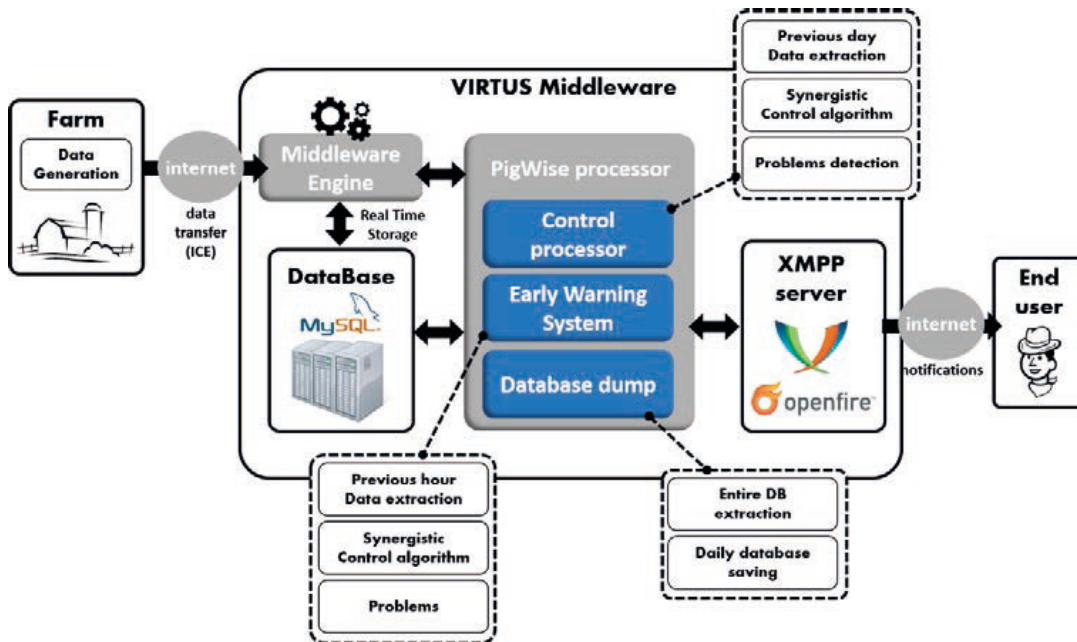 Previous day
Data extraction
Synergistic
Control algorithm
Problems detection
VIRTUS Middleware
Farm
Data
Generation
internet
data
transfer
(ICE)
Middleware
Engine
Real Time
Storage
DataBase
MySQL
PigWise processor
Control
processor
Early Warning
System
Database dump
XMPP
server
openfire™
internet
notifications
End
user
Previous hour
Data extraction
Synergistic
Control algorithm
Problems
Entire DB
extraction
Daily database
saving